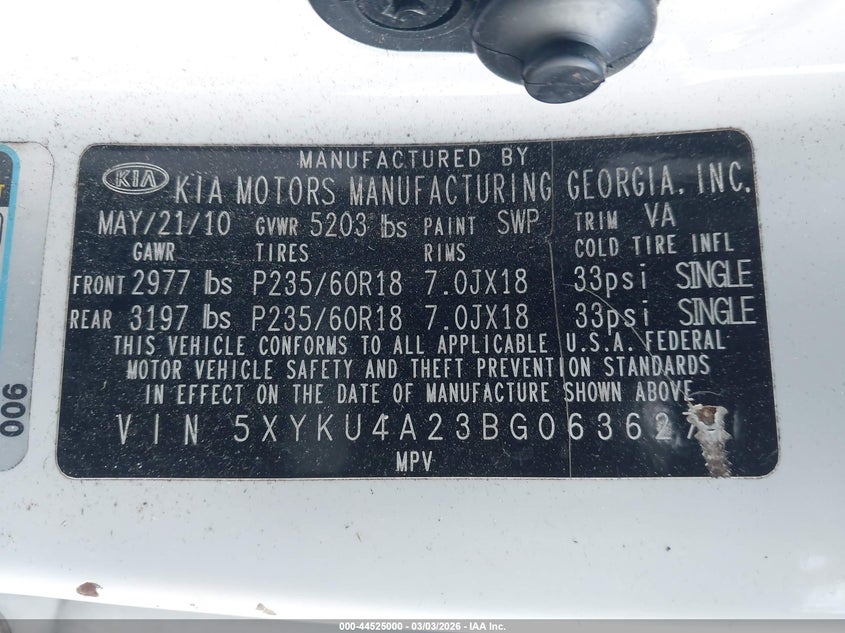 MANUFACTURED BY
KIA KIA MOTORS MANUFACTURING GEORGIA, INC.
MAY/21/10 GVWR 5203 lbs PAINT SWP TRIM VA
GAWR TIRES RIMS COLD TIRE INFL
FRONT 2977 lbs P235/60R18 7.0JX18 33psi SINGLE
REAR 3197 lbs P235/60R18 7.0JX18 33psi SINGLE
THIS VEHICLE CONFORMS TO ALL APPLICABLE U.S.A. FEDERAL
MOTOR VEHICLE SAFETY AND THEFT PREVENTION STANDARDS
IN EFFECT ON THE DATE OF MANUFACTURE SHOWN ABOVE
VIN 5XYKU4A23BG063627
MPV
006
000-44525000 - 03/03/2026 - IAA Inc.